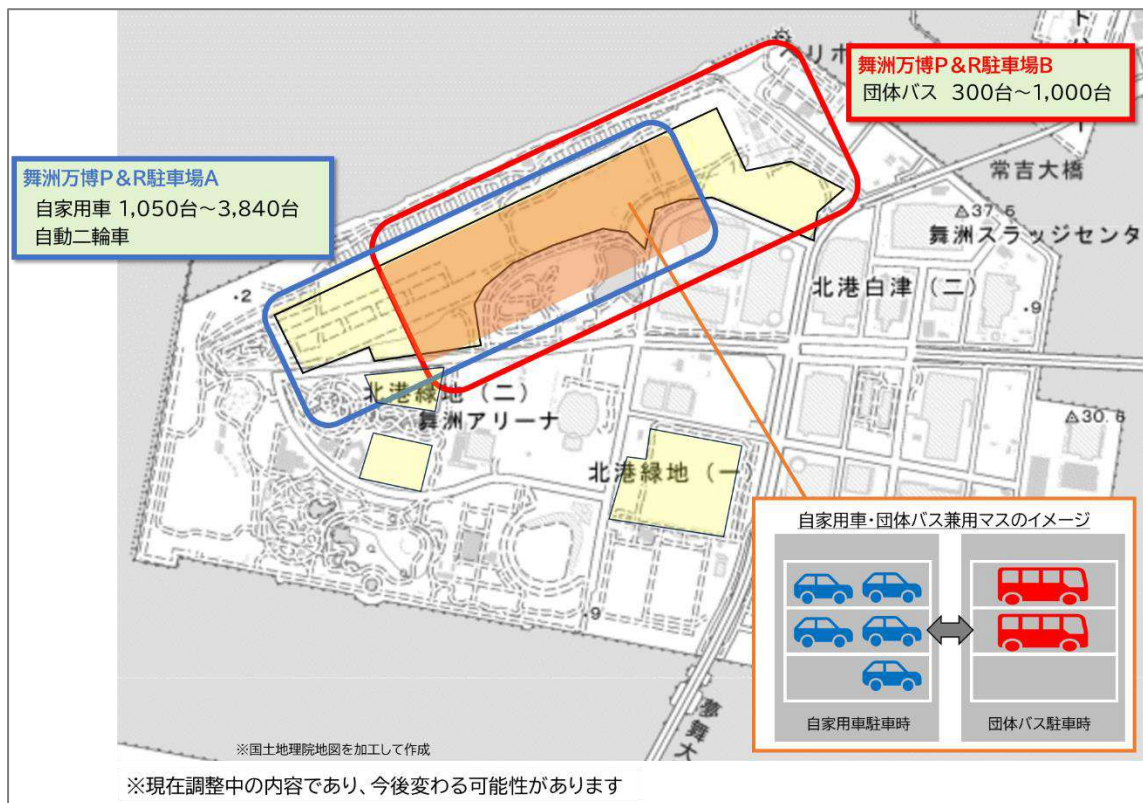 ヘリポ
舞洲万博P&R駐車場B
団体バス 300台～1,000台
舞洲万博P&R駐車場A
自家用車 1,050台～3,840台
自動二輪車
常吉大橋
△37.5
舞洲スラッジセンタ
北港白津(二)
・2
・9
北港緑地(二)
舞洲アリーナ
△30.6
北港緑地(一)
・9
夢舞大
自家用車・団体バス兼用マスのイメージ
自家用車駐車時
団体バス駐車時
※国土地理院地図を加工して作成
※現在調整中の内容であり、今後変わる可能性があります